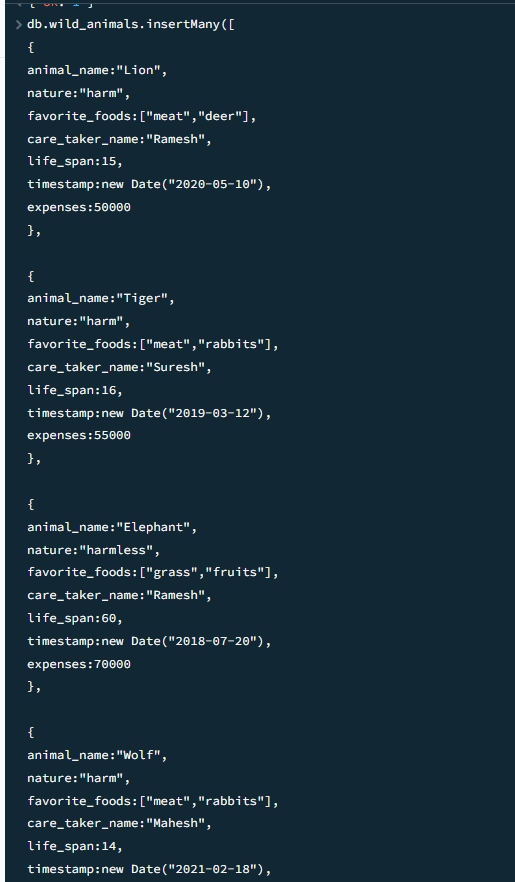 db.wild_animals.insertMany([
{
animal_name:"Lion",
nature:"harm",
favorite_foods:["meat","deer"],
care_taker_name:"Ramesh",
life_span:15,
timestamp:new Date("2020-05-10"),
expenses:50000
},
{
animal_name:"Tiger",
nature:"harm",
favorite_foods:["meat","rabbits"],
care_taker_name:"Suresh",
life_span:16,
timestamp:new Date("2019-03-12"),
expenses:55000
},
{
animal_name:"Elephant",
nature:"harmless",
favorite_foods:["grass","fruits"],
care_taker_name:"Ramesh",
life_span:60,
timestamp:new Date("2018-07-20"),
expenses:70000
},
{
animal_name:"Wolf",
nature:"harm",
favorite_foods:["meat","rabbits"],
care_taker_name:"Mahesh",
life_span:14,
timestamp:new Date("2021-02-18"),